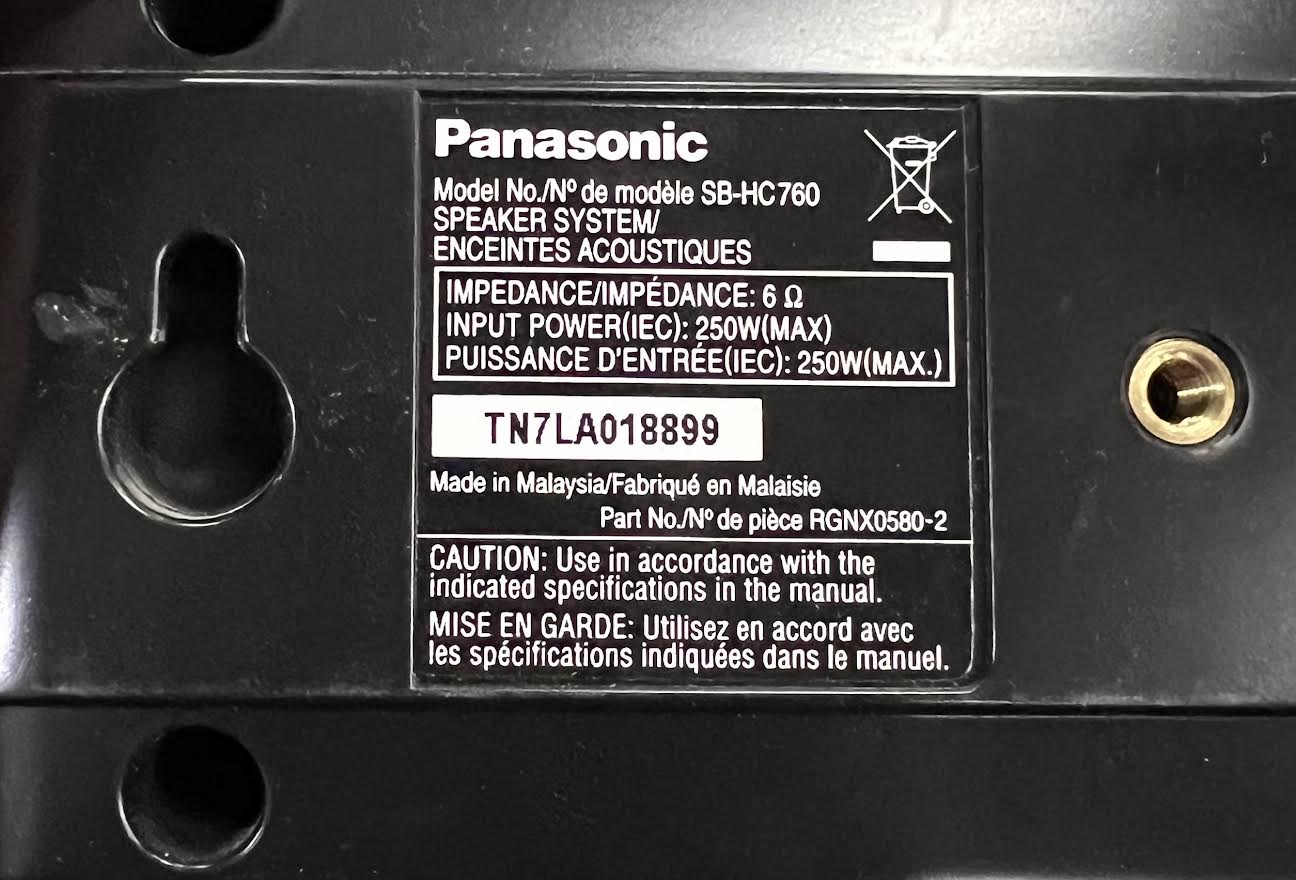 Panasonic
Model No./Nº de modèle SB-HC760
SPEAKER SYSTEM/
ENCEINTES ACOUSTIQUES
IMPEDANCE/IMPÉDANCE: 6 Ω
INPUT POWER(IEC): 250W(MAX)
PUISSANCE D'ENTRÉE(IEC): 250W(MAX.)
TN7LA018899
Made in Malaysia/Fabriqué en Malaisie
Part No./Nº de pièce RGNX0580-2
CAUTION: Use in accordance with the
indicated specifications in the manual.
MISE EN GARDE: Utilisez en accord avec
les spécifications indiquées dans le manuel.